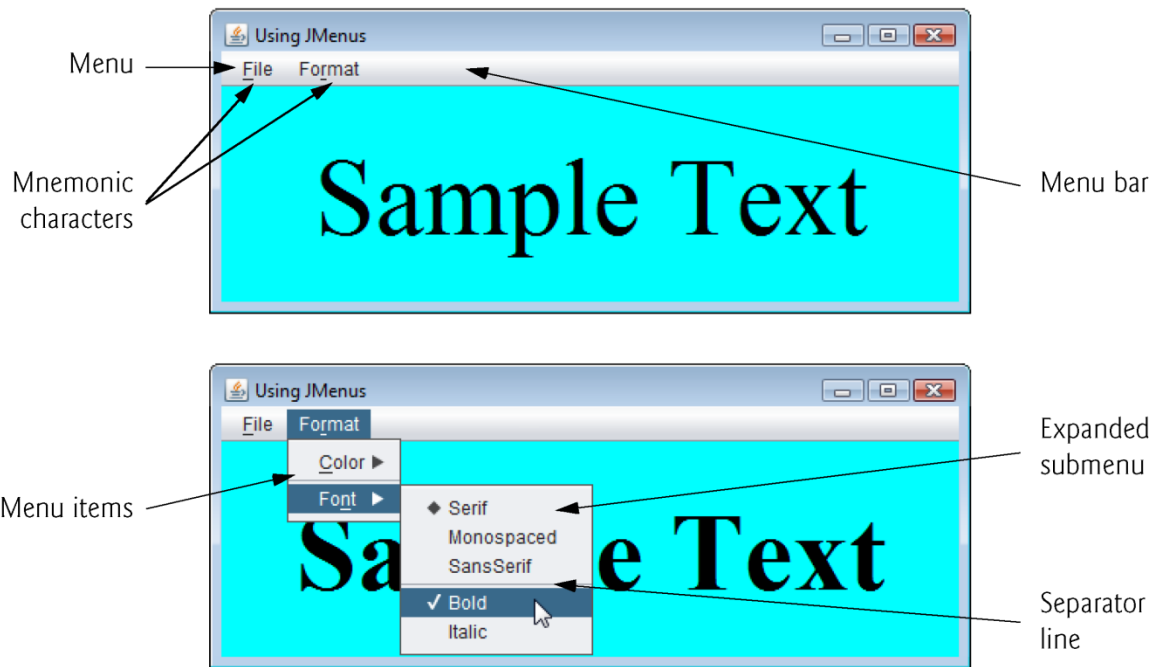 Using JMenus
Menu
File Format
Mnemonic
characters
Sample Text
Menu bar
Using JMenus
File Format
Color
Font
Menu items
Serif
Monospaced
SansSerif
Bold
Italic
Sa e Text
Expanded
submenu
Separator
line